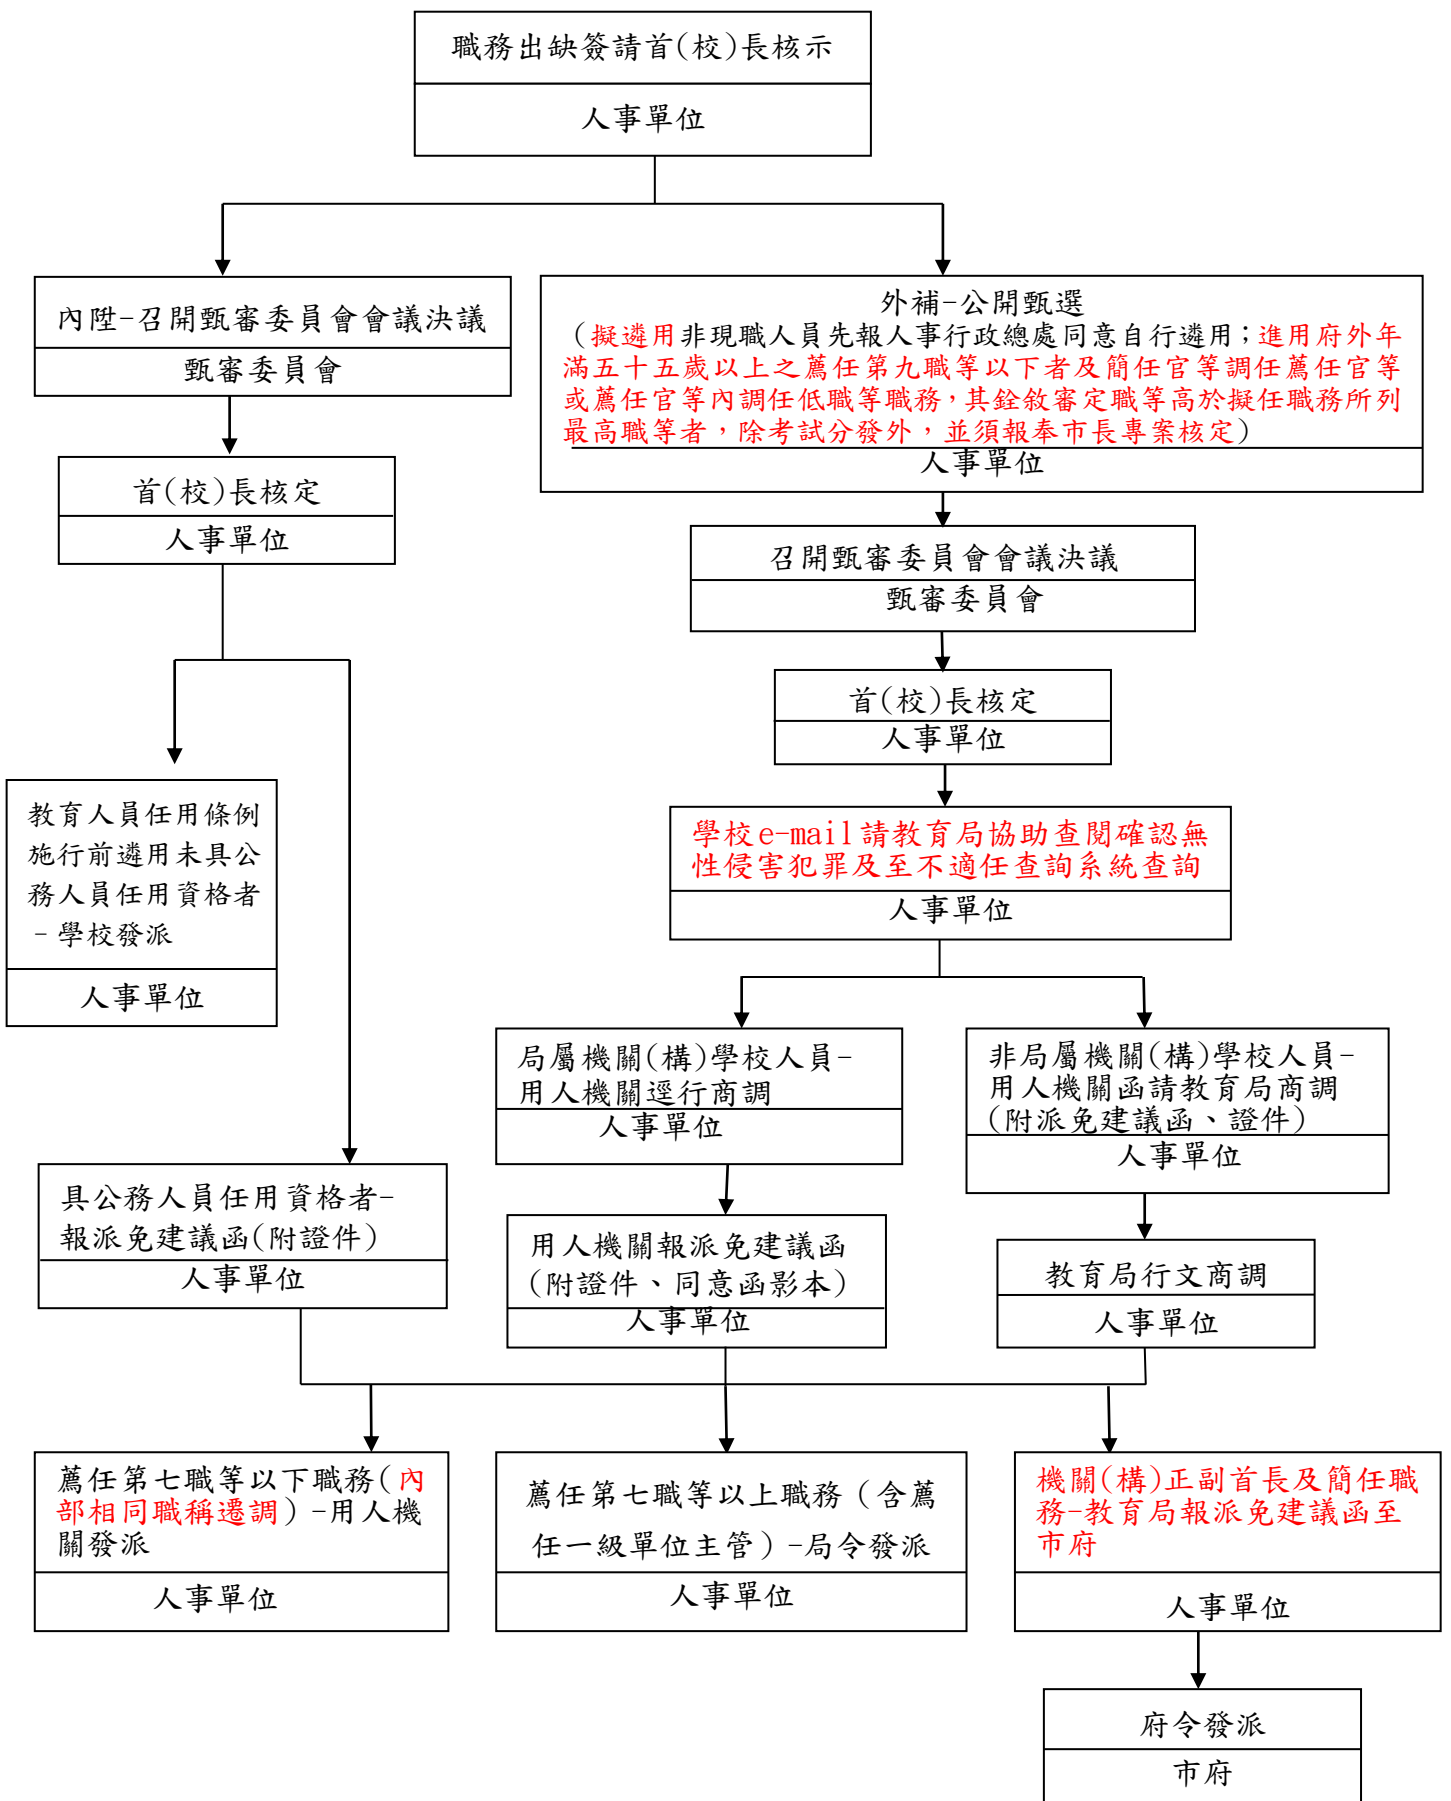 職務出缺簽請首(校)長核示
人事單位
內陞-召開甄審委員會會議決議
甄審委員會
首(校)長核定
人事單位
教育人員任用條例
施行前遴用未具公
務人員任用資格者
-學校發派
人事單位
具公務人員任用資格者-
報派免建議函(附證件)
人事單位
外補-公開甄選
(擬遴用非現職人員先報人事行政總處同意自行遴用;進用府外年
滿五十五歲以上之薦任第九職等以下者及簡任官等調任薦任官等
或薦任官等內調任低職等職務,其銓敘審定職等高於擬任職務所列
最高職等者,除考試分發外,並須報奉市長專案核定)
人事單位
召開甄審委員會會議決議
甄審委員會
首(校)長核定
人事單位
學校e-mail請教育局協助查閱確認無
性侵害犯罪及至不適任查詢系統查詢
人事單位
局屬機關(構)學校人員-
用人機關逕行商調
人事單位
用人機關報派免建議函
(附證件、同意函影本)
人事單位
非局屬機關(構)學校人員-
用人機關函請教育局商調
(附派免建議函、證件)
人事單位
教育局行文商調
人事單位
薦任第七職等以下職務(內
部相同職稱遷調)-用人機
關發派
人事單位
薦任第七職等以上職務(含薦
任一級單位主管)-局令發派
人事單位
機關(構)正副首長及簡任職
務-教育局報派免建議函至
市府
人事單位
府令發派
市府